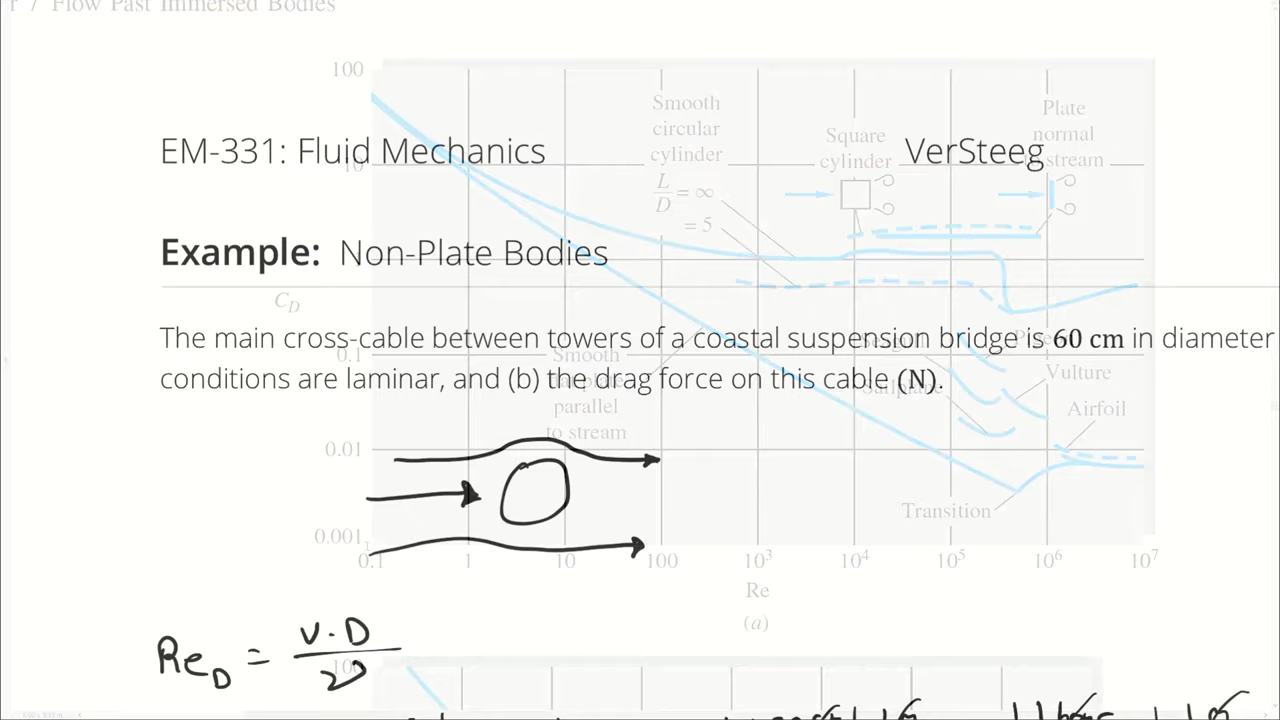 r / Flow Past Immersed Bodies
100
Smooth circular cylinder
Plate normal stream
Square cylinder
EM-331: Fluid Mechanics VerSteeg
10
L/D = ∞
= 5
Example: Non-Plate Bodies
C_D
The main cross-cable between towers of a coastal suspension bridge is 60 cm in diameter
0.1
Smooth
conditions are laminar, and (b) the drag force on this cable (N).
Vulture
parallel
to stream
Airfoil
0.01
Transition
0.001
0.1 1 10 100 10³ 10⁴ 10⁵ 10⁶ 10⁷
Re
(a)
Re_D = V·D/ν
100